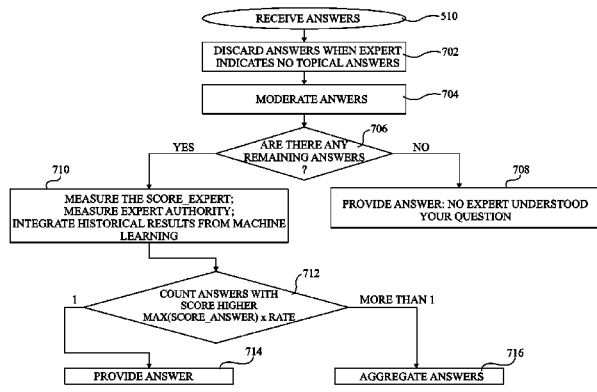 RECEIVE ANSWERS
510
DISCARD ANSWERS WHEN EXPERT
INDICATES NO TOPICAL ANSWERS
702
MODERATE ANWERS
704
ARE THERE ANY
REMAINING ANSWERS
?
706
YES
NO
710
MEASURE THE SCORE_EXPERT;
MEASURE EXPERT AUTHORITY;
INTEGRATE HISTORICAL RESULTS FROM MACHINE
LEARNING
708
PROVIDE ANSWER: NO EXPERT UNDERSTOOD
YOUR QUESTION
712
COUNT ANSWERS WITH
SCORE HIGHER
MAX(SCORE_ANSWER) x RATE
1
MORE THAN 1
714
PROVIDE ANSWER
716
AGGREGATE ANSWERS